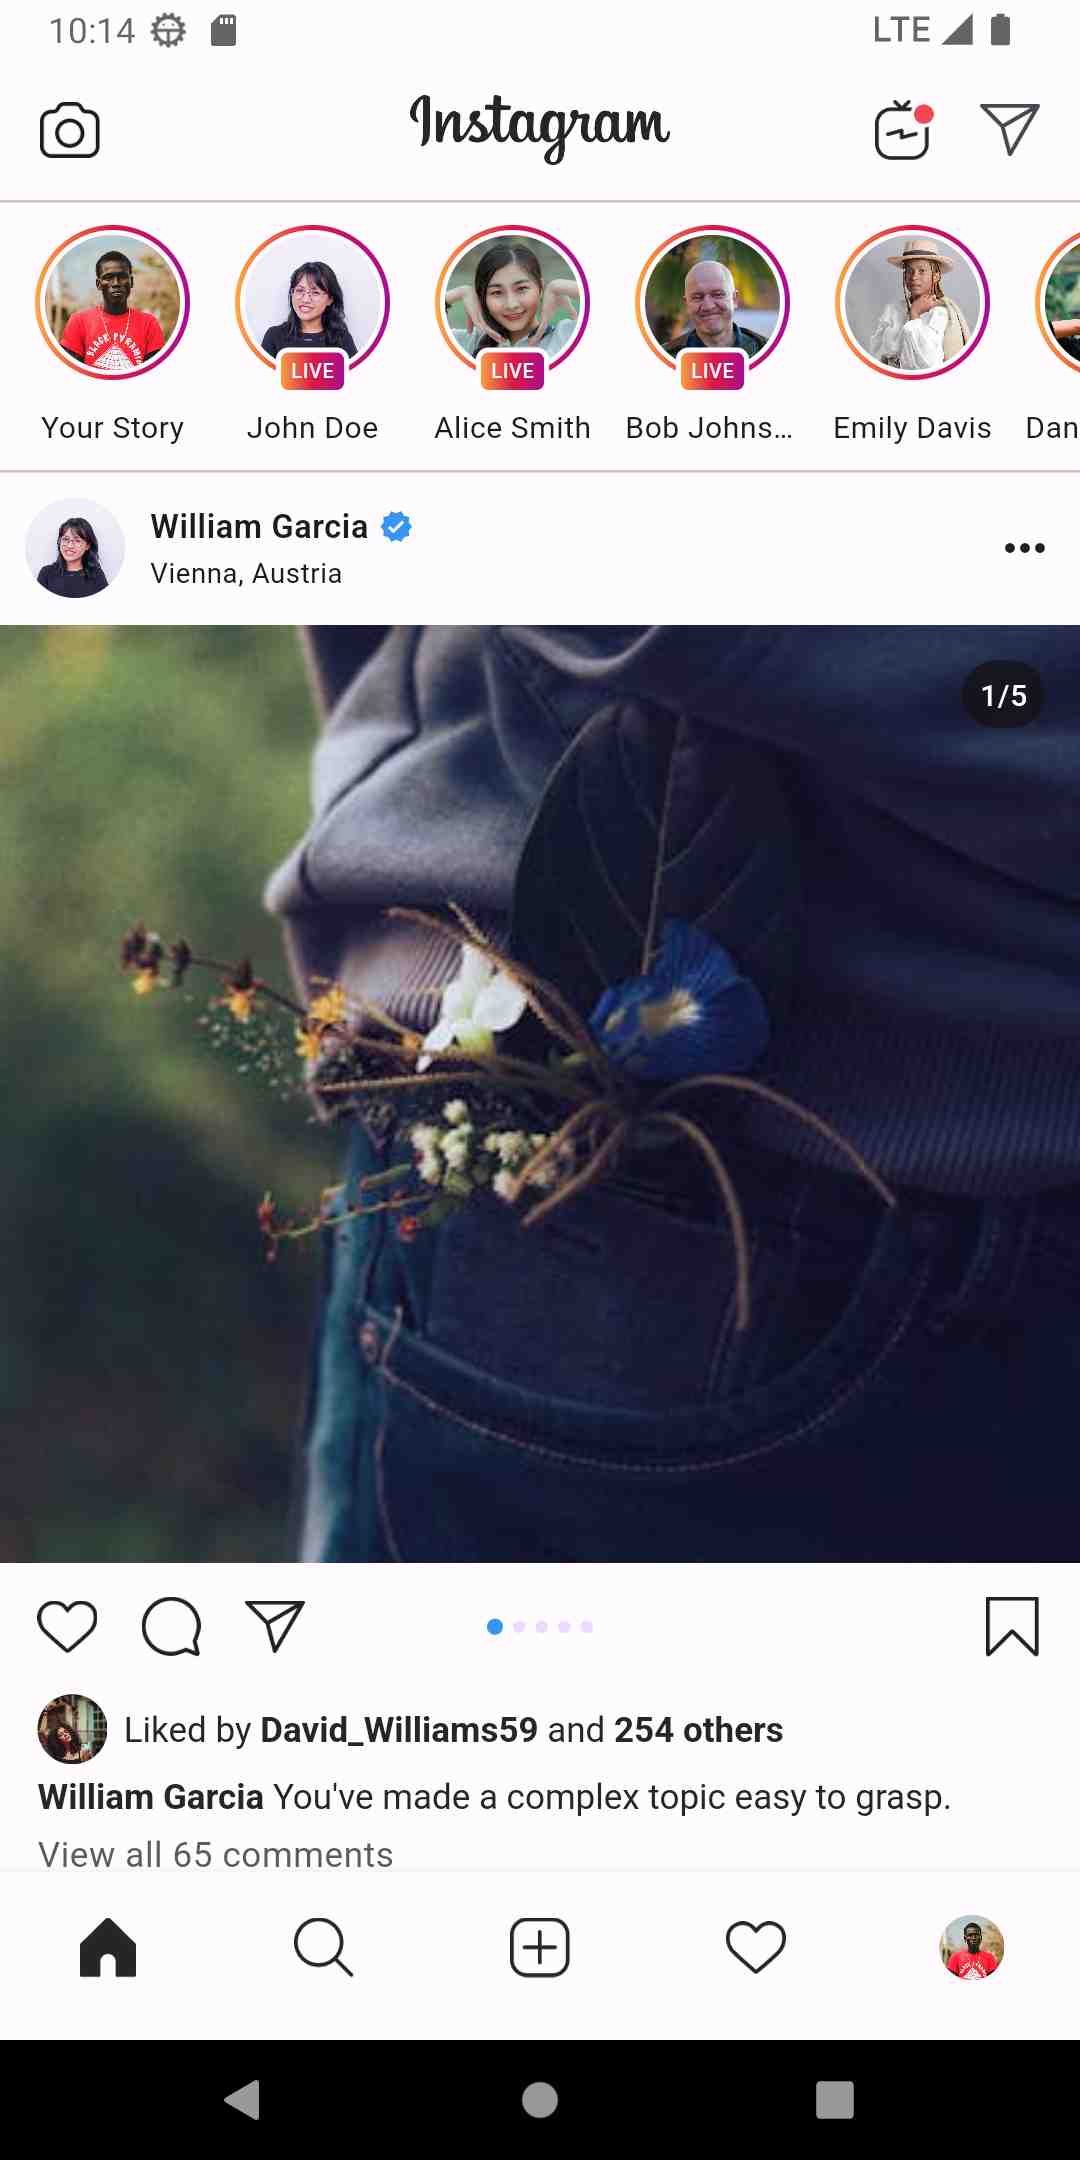 10:14 LTE
Instagram
LIVE LIVE LIVE
Your Story John Doe Alice Smith Bob Johns... Emily Davis Dan
William Garcia
Vienna, Austria
1/5
Liked by David_Williams59 and 254 others
William Garcia You've made a complex topic easy to grasp.
View all 65 comments